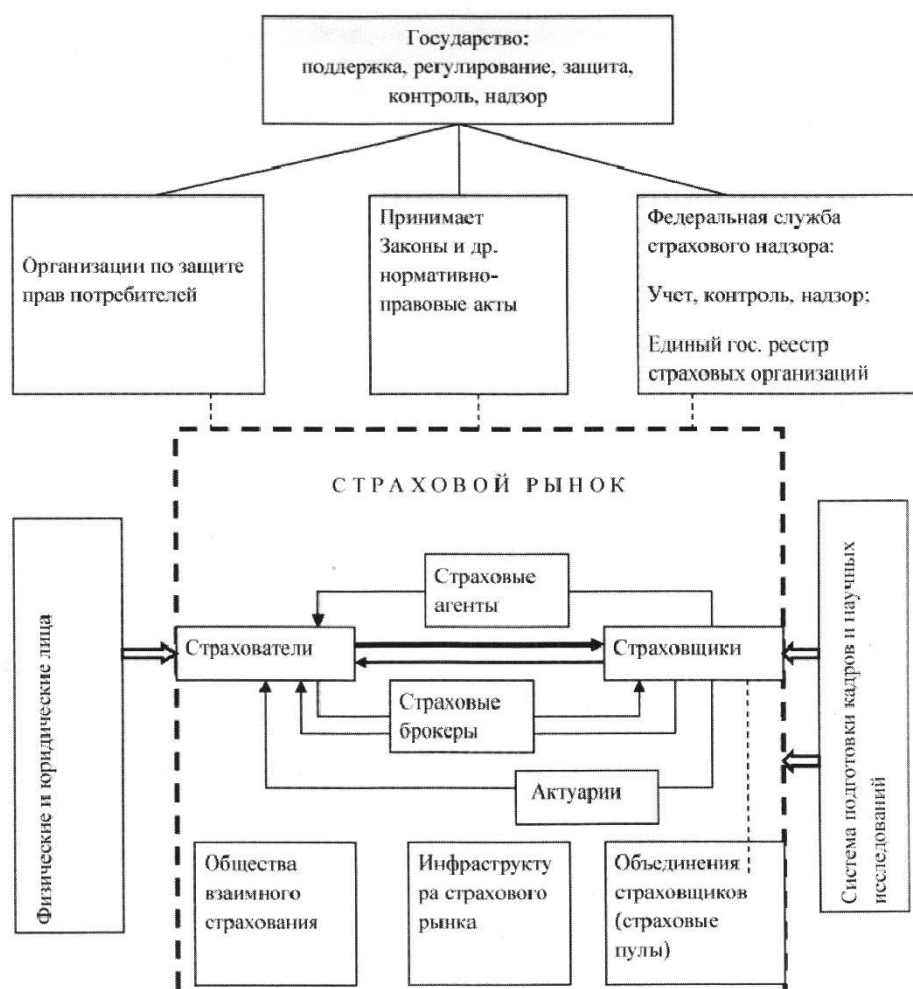 Государство:
поддержка, регулирование, защита,
контроль, надзор
Организации по защите
прав потребителей
Принимает
Законы и др.
нормативно-
правовые акты
Федеральная служба
страхового надзора:
Учет, контроль, надзор;
Единый гос. реестр
страховых организаций
СТРАХОВОЙ РЫНОК
Физические и юридические лица
Страховые
агенты
Страхователи
Страховщики
Страховые
брокеры
Актуарии
Общества
взаимного
страхования
Инфраструкту
ра страхового
рынка
Объединения
страховщиков
(страховые
пулы)
Система подготовки кадров и научных
исследований